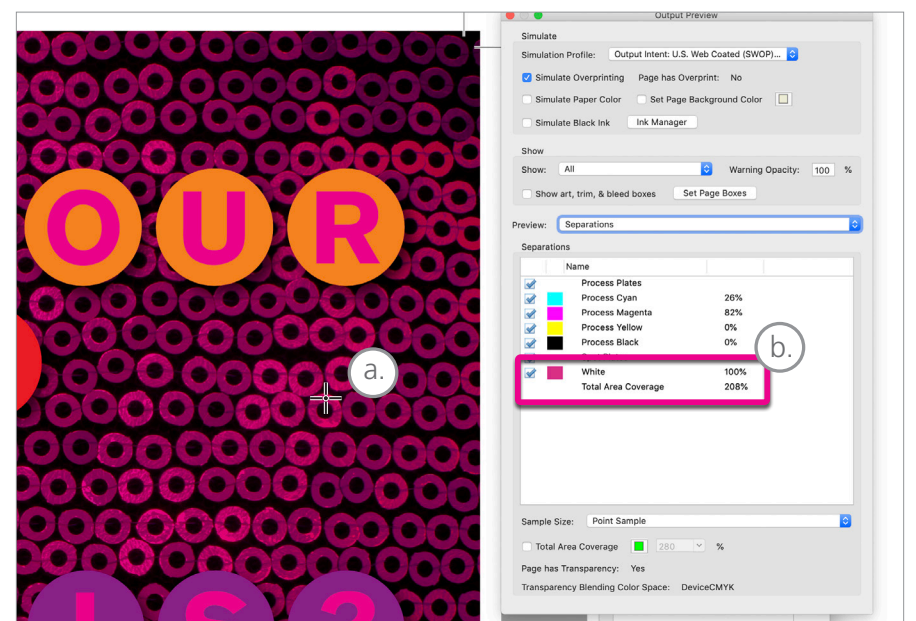 OUR
IS?
a.
Output Preview
Simulate
Simulation Profile: Output Intent: U.S. Web Coated (SWOP)...
Simulate Overprinting Page has Overprint: No
Simulate Paper Color Set Page Background Color
Simulate Black Ink Ink Manager
Show
Show: All Warning Opacity: 100 %
Show art, trim, & bleed boxes Set Page Boxes
Preview: Separations
Separations
Name
Process Plates
Process Cyan 26%
Process Magenta 82%
Process Yellow 0%
Process Black 0%
b.
White 100%
Total Area Coverage 208%
Sample Size: Point Sample
Total Area Coverage 280 %
Page has Transparency: Yes
Transparency Blending Color Space: DeviceCMYK